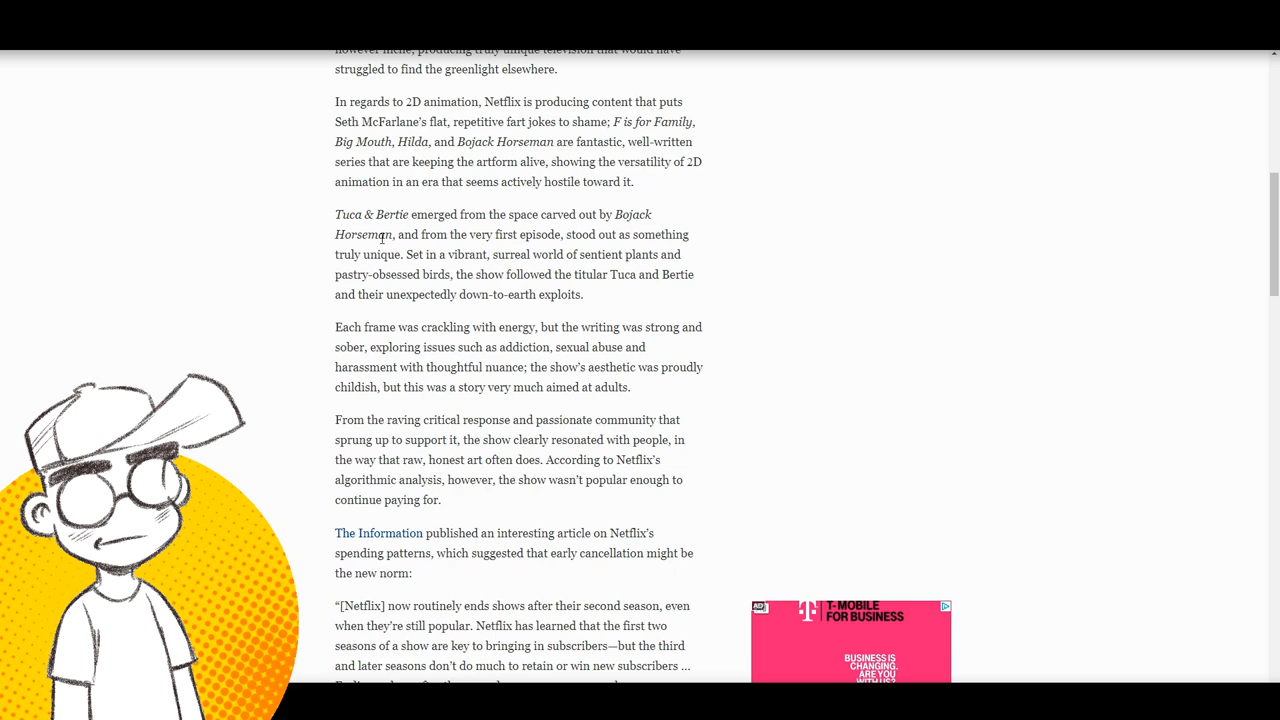 however niche, producing truly unique television that would have
struggled to find the greenlight elsewhere.
In regards to 2D animation, Netflix is producing content that puts
Seth McFarlane's flat, repetitive fart jokes to shame; F is for Family,
Big Mouth, Hilda, and Bojack Horseman are fantastic, well-written
series that are keeping the artform alive, showing the versatility of 2D
animation in an era that seems actively hostile toward it.
Tuca & Bertie emerged from the space carved out by Bojack
Horseman, and from the very first episode, stood out as something
truly unique. Set in a vibrant, surreal world of sentient plants and
pastry-obsessed birds, the show followed the titular Tuca and Bertie
and their unexpectedly down-to-earth exploits.
Each frame was crackling with energy, but the writing was strong and
sober, exploring issues such as addiction, sexual abuse and
harassment with thoughtful nuance; the show's aesthetic was proudly
childish, but this was a story very much aimed at adults.
From the raving critical response and passionate community that
sprung up to support it, the show clearly resonated with people, in
the way that raw, honest art often does. According to Netflix's
algorithmic analysis, however, the show wasn't popular enough to
continue paying for.
The Information published an interesting article on Netflix's
spending patterns, which suggested that early cancellation might be
the new norm:
“[Netflix] now routinely ends shows after their second season, even
when they're still popular. Netflix has learned that the first two
seasons of a show are key to bringing in subscribers—but the third
and later seasons don't do much to retain or win new subscribers ...
AD
T-MOBILE
FOR BUSINESS
BUSINESS IS
CHANGING.
ARE YOU
WITH US?